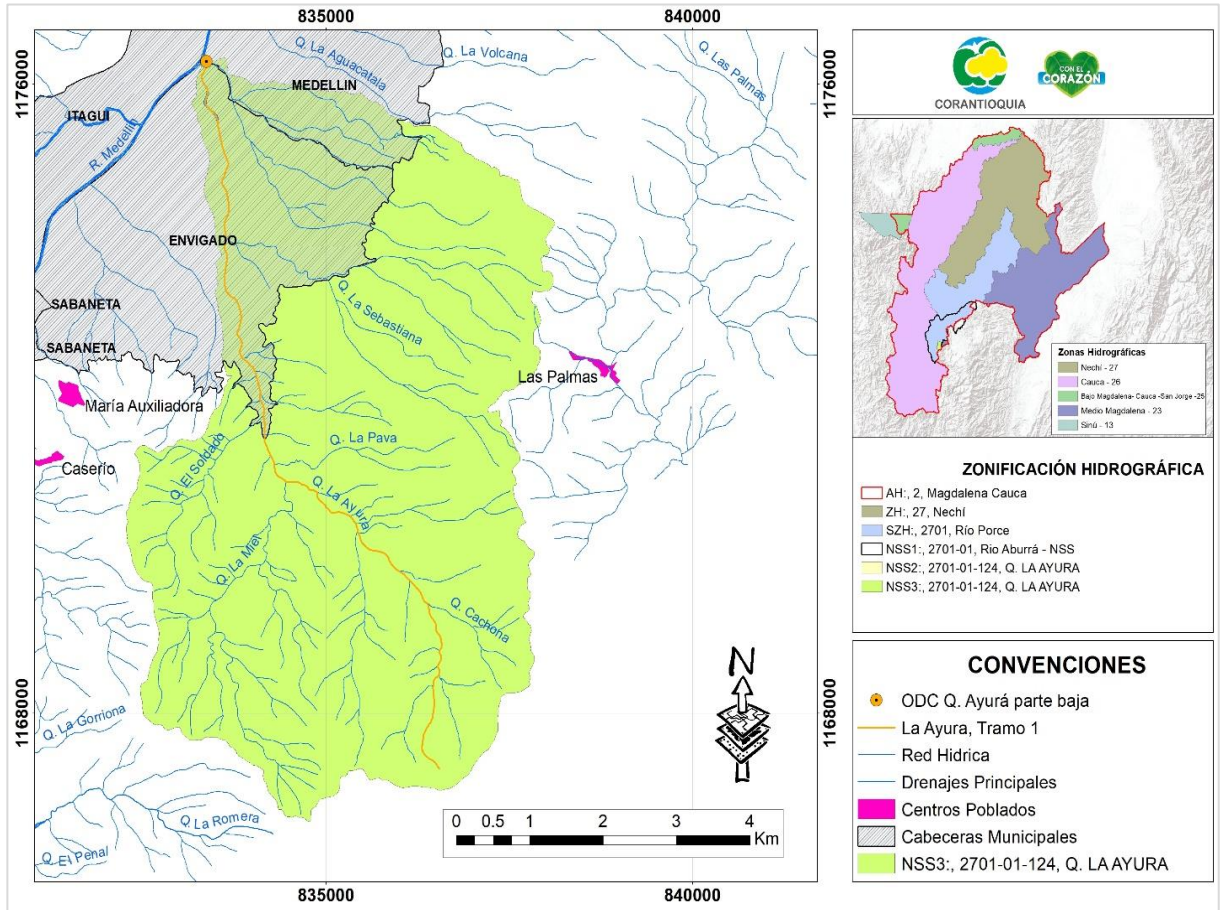 835000
840000
1176000
1176000
Q. La Aguacatala
Q. La Volcana
Q. Las Palmas
MEDELLIN
ITAGUI
R. Medellín
ENVIGADO
SABANETA
SABANETA
Q. La Sebastiana
Las Palmas
María Auxiliadora
Caserío
Q. El Soldado
Q. La Pava
Q. La Ayura
Q. La Miel
Q. Cachona
Q. La Gorriona
Q. La Romera
Q. El Penal
1168000
1168000
N
0 0.5 1 2 3 4
Km
835000
840000
CORANTIOQUIA
CON EL
CORAZÓN
Zonas Hidrográficas
Nechí - 27
Cauca - 26
Bajo Magdalena- Cauca -San Jorge -25
Medio Magdalena - 23
Sinú - 13
ZONIFICACIÓN HIDROGRÁFICA
AH:, 2, Magdalena Cauca
ZH:, 27, Nechí
SZH:, 2701, Río Porce
NSS1:, 2701-01, Rio Aburrá - NSS
NSS2:, 2701-01-124, Q. LA AYURA
NSS3:, 2701-01-124, Q. LA AYURA
CONVENCIONES
ODC Q. Ayurá parte baja
La Ayura, Tramo 1
Red Hidrica
Drenajes Principales
Centros Poblados
Cabeceras Municipales
NSS3:, 2701-01-124, Q. LA AYURA